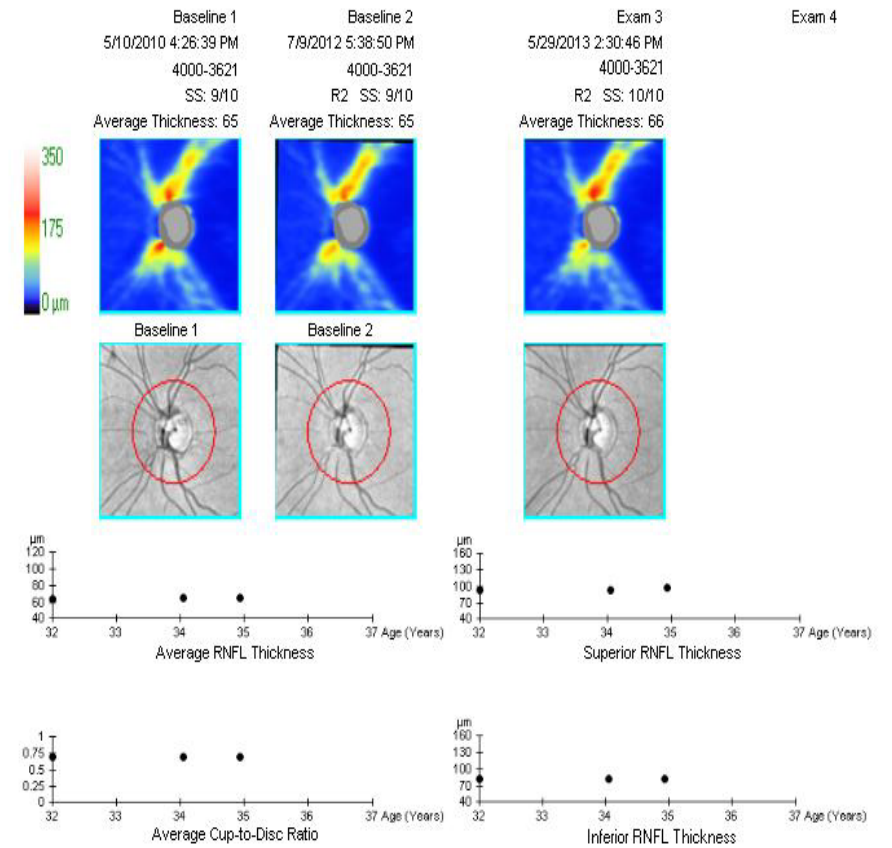 Baseline 1 Baseline 2 Exam 3 Exam 4
5/10/2010 4:26:39 PM 7/9/2012 5:38:50 PM 5/29/2013 2:30:46 PM
4000-3621 4000-3621 4000-3621
SS: 9/10 R2 SS: 9/10 R2 SS: 10/10
Average Thickness: 65 Average Thickness: 65 Average Thickness: 66
350
175
0 µm
Baseline 1 Baseline 2
µm
120
100
80
60
40
32 33 34 35 36 37 Age (Years)
Average RNFL Thickness
µm
160
130
100
70
40
32 33 34 35 36 37 Age (Years)
Superior RNFL Thickness
1
0.75
0.5
0.25
0
32 33 34 35 36 37 Age (Years)
Average Cup-to-Disc Ratio
µm
160
130
100
70
40
32 33 34 35 36 37 Age (Years)
Inferior RNFL Thickness